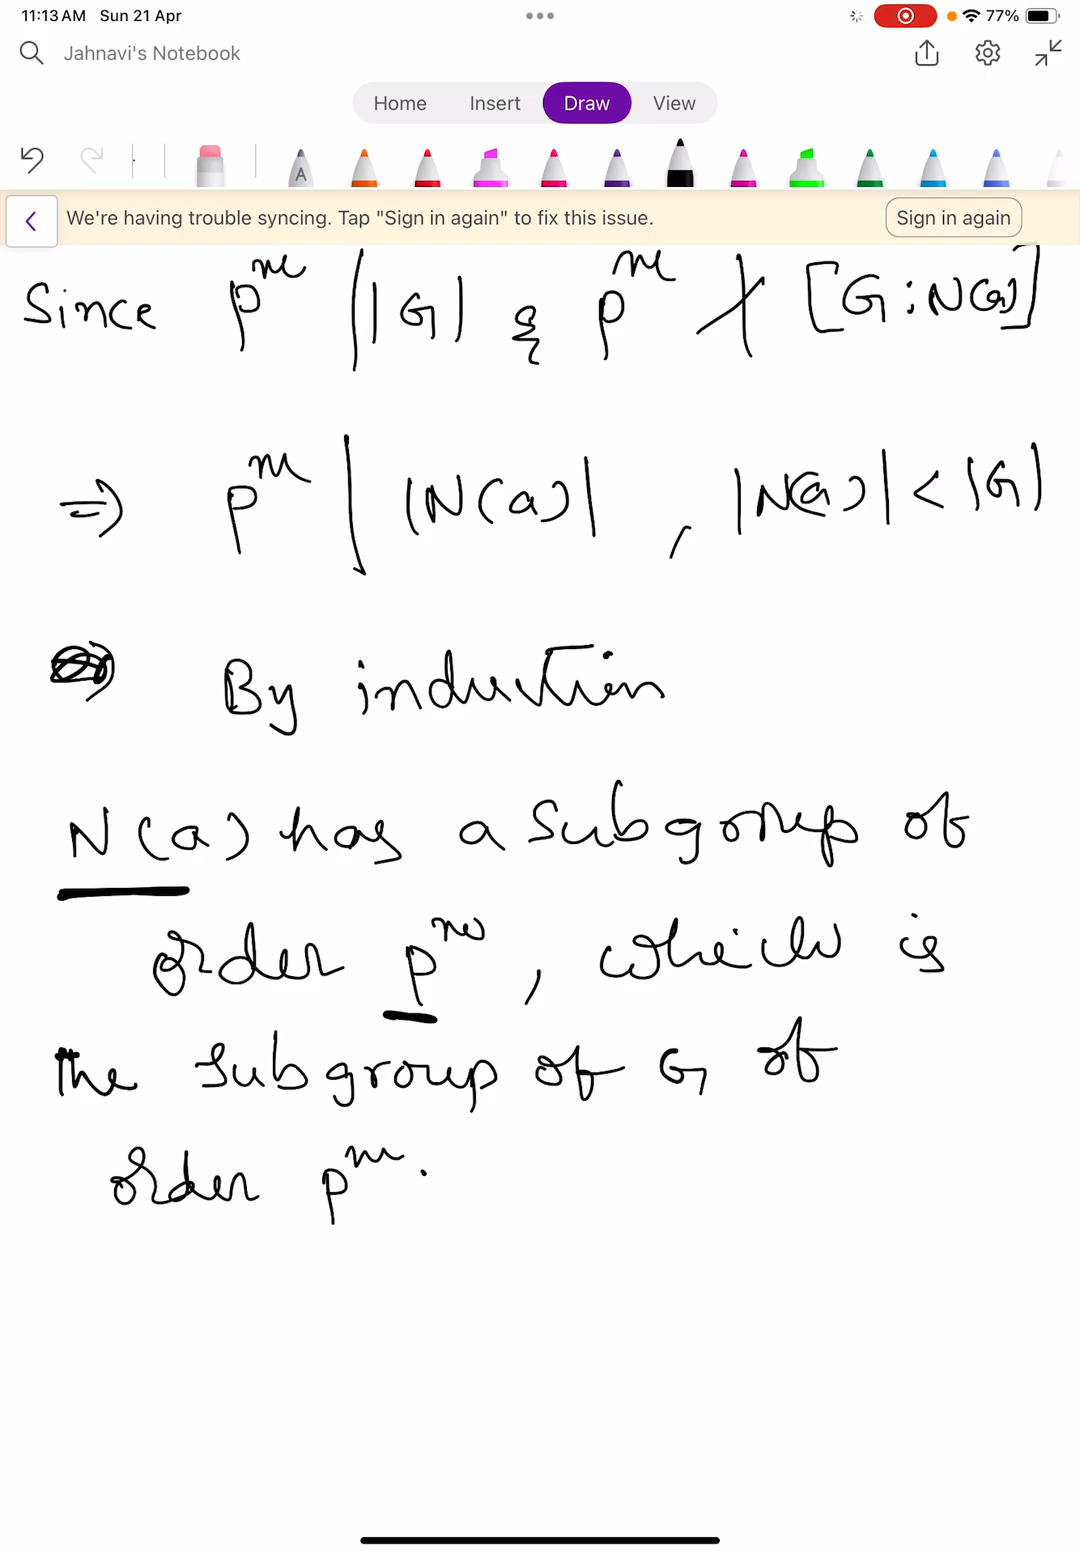 11:13 AM Sun 21 Apr
77%
Jahnavi's Notebook
Home Insert Draw View
A
We're having trouble syncing. Tap "Sign in again" to fix this issue. Sign in again
Since p^m | |G| & p^m ∤ [G : N(a)]
⇒ p^m | |N(a)| , |N(a)| < |G|
By induction
N(a) has a subgroup of
order p^m, which is
the subgroup of G of
order p^m.